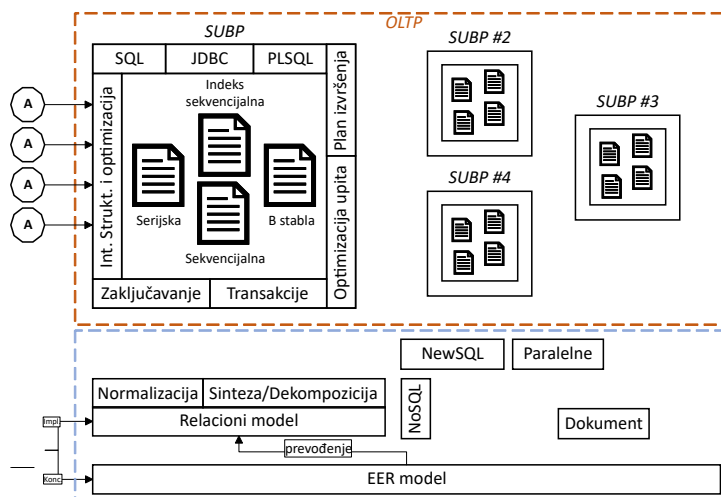 OLTP
SUBP
SQL
JDBC
PLSQL
Int. Strukt. i optimizacija
Indeks
sekvencijalna
Serijska
B stabla
Sekvencijalna
Plan izvršenja
Optimizacija upita
Zaključavanje
Transakcije
A
A
A
A
SUBP #2
SUBP #3
SUBP #4
NewSQL
Paralelne
NoSQL
Dokument
Normalizacija
Sinteza/Dekompozicija
Relacioni model
prevođenje
EER model
Impl
Konc